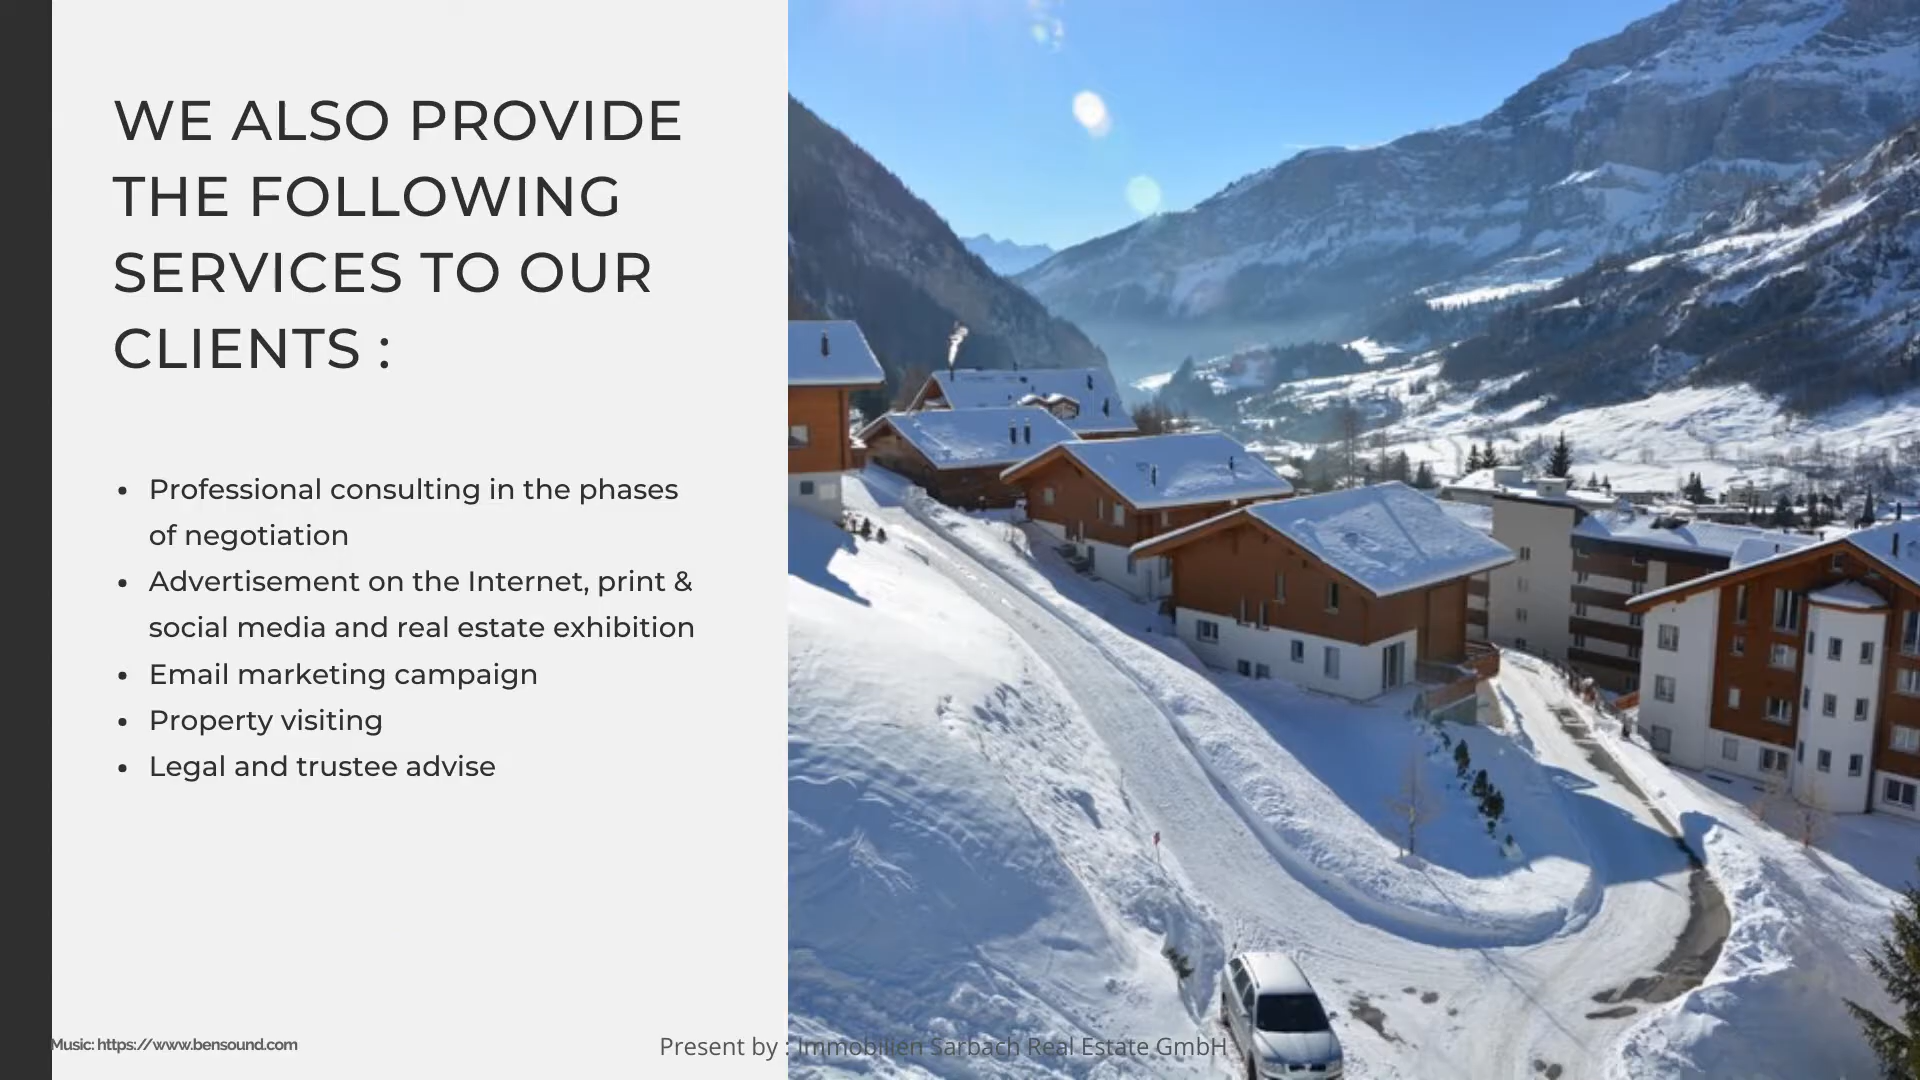 WE ALSO PROVIDE
THE FOLLOWING
SERVICES TO OUR
CLIENTS :
• Professional consulting in the phases
of negotiation
• Advertisement on the Internet, print &
social media and real estate exhibition
• Email marketing campaign
• Property visiting
• Legal and trustee advise
Music: https://www.bensound.com
Present by : Immobilien Sarbach Real Estate GmbH